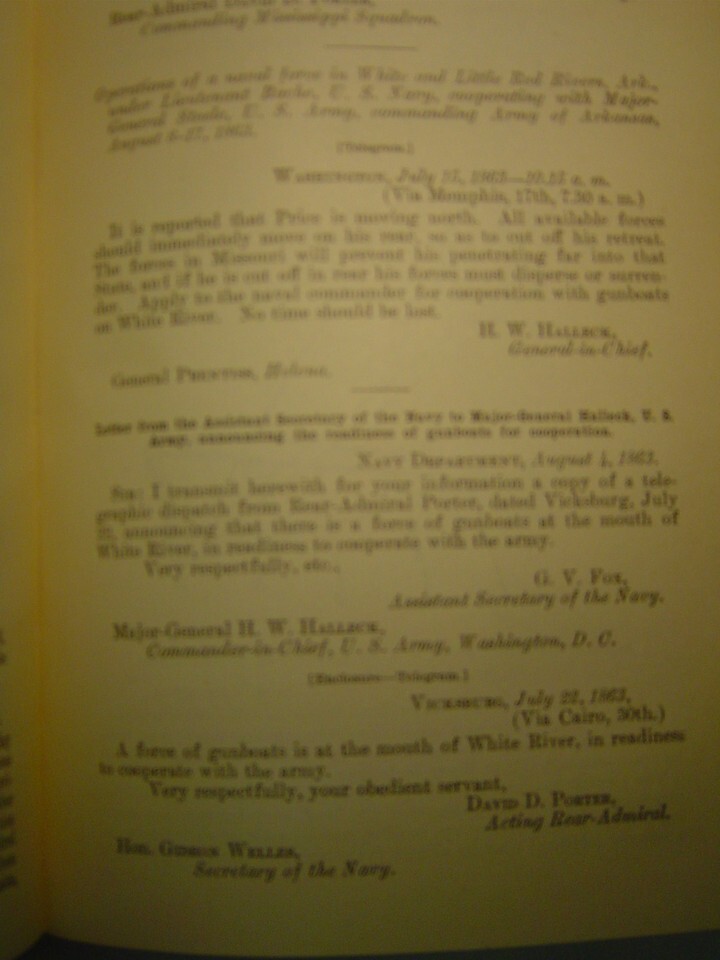 Rear-Admiral David D. Porter,
Commanding Mississippi Squadron.
Operations of a naval force in White and Little Red Rivers, Ark.,
under Lieutenant Bache, U. S. Navy, cooperating with Major-
General Steele, U. S. Army, commanding Army of Arkansas,
August 6-27, 1863.
[Telegram.]
Washington, July 15, 1863—
(Via Memphis, 17th, 7.30 a. m.)
It is reported that Price is moving north. All available forces
should immediately move on his rear, so as to cut off his retreat.
The forces in Missouri will prevent his penetrating far into that
State, and if he is cut off in rear his forces must disperse or surren-
der. Apply to the naval commander for cooperation with gunboats
on White River. No time should be lost.
H. W. Halleck,
General-in-Chief.
General Prentiss, Helena.
Letter from the Assistant Secretary of the Navy to Major-General Halleck, U. S.
Army, announcing the readiness of gunboats for cooperation.
Navy Department, August 1863.
Sir: I transmit herewith for your information a copy of a tele-
graphic dispatch from Rear-Admiral Porter, dated Vicksburg, July
22, announcing that there is a force of gunboats at the mouth of
White River, in readiness to cooperate with the army.
Very respectfully, etc.,
G. V. Fox,
Assistant Secretary of the Navy.
Major-General H. W. Halleck,
Commander-in-Chief, U. S. Army, Washington, D. C.
[Enclosure—Telegram.]
Vicksburg, July 22, 1863,
(Via Cairo, 30th.)
A force of gunboats is at the mouth of White River, in readiness
to cooperate with the army.
Very respectfully, your obedient servant,
David D. Porter,
Acting Rear-Admiral.
Hon. Gideon Welles,
Secretary of the Navy.